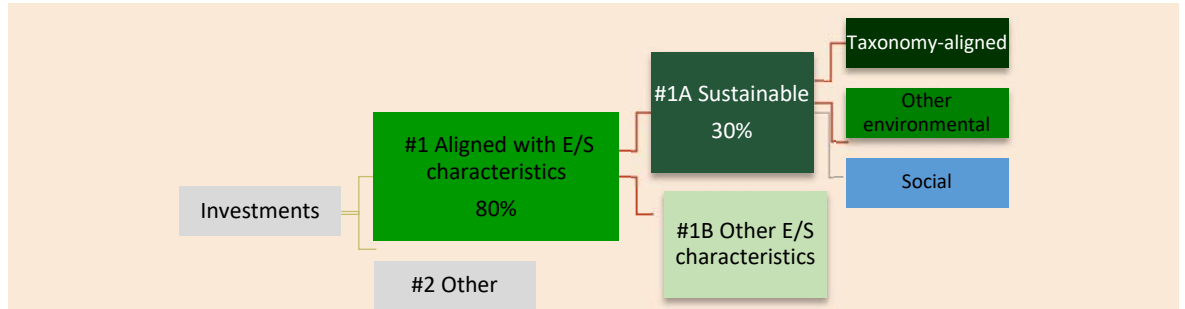 Investments
#1 Aligned with E/S
characteristics
80%
#2 Other
#1A Sustainable
30%
#1B Other E/S
characteristics
Taxonomy-aligned
Other
environmental
Social